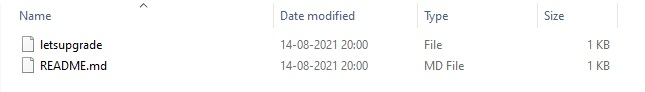 Name Date modified Type Size
letsupgrade 14-08-2021 20:00 File 1 KB
README.md 14-08-2021 20:00 MD File 1 KB